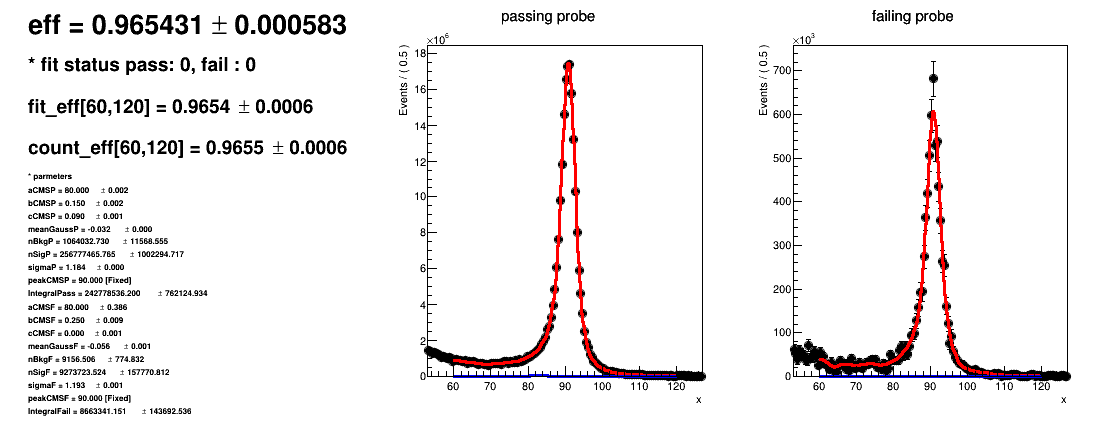 eff = 0.965431 ± 0.000583
* fit status pass: 0, fail : 0
fit_eff[60,120] = 0.9654 ± 0.0006
count_eff[60,120] = 0.9655 ± 0.0006
* parmeters
aCMSP = 80.000 ± 0.002
bCMSP = 0.150 ± 0.002
cCMSP = 0.090 ± 0.001
meanGaussP = -0.032 ± 0.000
nBkgP = 1064032.730 ± 11568.555
nSigP = 256777465.765 ± 1002294.717
sigmaP = 1.184 ± 0.000
peakCMSP = 90.000 [Fixed]
IntegralPass = 242778536.200 ± 762124.934
aCMSF = 80.000 ± 0.386
bCMSF = 0.250 ± 0.009
cCMSF = 0.000 ± 0.001
meanGaussF = -0.056 ± 0.001
nBkgF = 9156.506 ± 774.832
nSigF = 9273723.524 ± 157770.812
sigmaF = 1.193 ± 0.001
peakCMSF = 90.000 [Fixed]
IntegralFail = 8663341.151 ± 143692.536
passing probe
×10⁶
Events / ( 0.5 )
18
16
14
12
10
8
6
4
2
0
60 70 80 90 100 110 120
x
failing probe
×10³
Events / ( 0.5 )
700
600
500
400
300
200
100
0
60 70 80 90 100 110 120
x